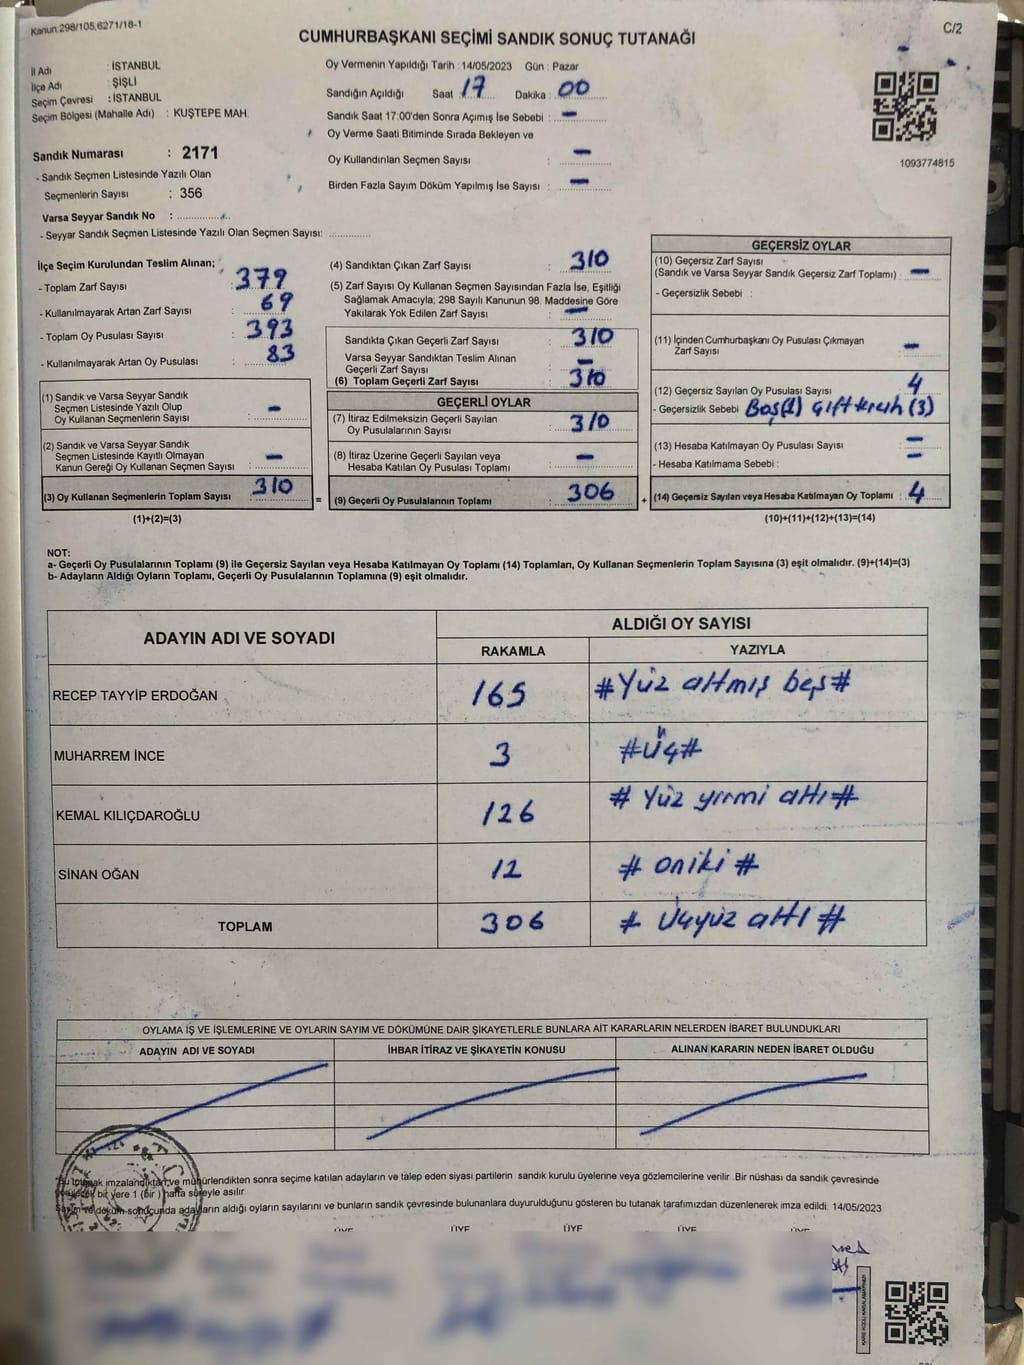 Kanun 298/105,6271/18-1
C/2
CUMHURBAŞKANI SEÇİMİ SANDIK SONUÇ TUTANAĞI
İl Adı : İSTANBUL
İlçe Adı : ŞİŞLİ
Seçim Çevresi : İSTANBUL
Seçim Bölgesi (Mahalle Adı) : KUŞTEPE MAH.
Sandık Numarası : 2171
- Sandık Seçmen Listesinde Yazılı Olan
Seçmenlerin Sayısı : 356
Varsa Seyyar Sandık No :
- Seyyar Sandık Seçmen Listesinde Yazılı Olan Seçmen Sayısı:
Oy Vermenin Yapıldığı Tarih : 14/05/2023 Gün : Pazar
Sandığın Açıldığı Saat : 17 Dakika : 00
Sandık Saat 17:00'den Sonra Açımış İse Sebebi : -
Oy Verme Saati Bitiminde Sırada Bekleyen ve
Oy Kullandırılan Seçmen Sayısı : -
Birden Fazla Sayım Döküm Yapılmış İse Sayısı : -
1093774815
İlçe Seçim Kurulundan Teslim Alınan;
- Toplam Zarf Sayısı : 379
- Kullanılmayarak Artan Zarf Sayısı : 69
- Toplam Oy Pusulası Sayısı : 393
- Kullanılmayarak Artan Oy Pusulası : 83
(1) Sandık ve Varsa Seyyar Sandık
Seçmen Listesinde Yazılı Olup
Oy Kullanan Seçmenlerin Sayısı : -
(2) Sandık ve Varsa Seyyar Sandık
Seçmen Listesinde Kayıtlı Olmayan
Kanun Gereği Oy Kullanan Seçmen Sayısı : -
(3) Oy Kullanan Seçmenlerin Toplam Sayısı : 310
(1)+(2)=(3)
(4) Sandıktan Çıkan Zarf Sayısı : 310
(5) Zarf Sayısı Oy Kullanan Seçmen Sayısından Fazla İse, Eşitliği
Sağlamak Amacıyla; 298 Sayılı Kanunun 98. Maddesine Göre
Yakılarak Yok Edilen Zarf Sayısı : -
Sandıkta Çıkan Geçerli Zarf Sayısı : 310
Varsa Seyyar Sandıktan Teslim Alınan
Geçerli Zarf Sayısı : -
(6) Toplam Geçerli Zarf Sayısı : 310
GEÇERLİ OYLAR
(7) İtiraz Edilmeksizin Geçerli Sayılan
Oy Pusulalarının Sayısı : 310
(8) İtiraz Üzerine Geçerli Sayılan veya
Hesaba Katılan Oy Pusulası Toplamı : -
= (9) Geçerli Oy Pusulalarının Toplamı : 306
GEÇERSİZ OYLAR
(10) Geçersiz Zarf Sayısı
(Sandık ve Varsa Seyyar Sandık Geçersiz Zarf Toplamı) : -
- Geçersizlik Sebebi :
(11) İçinden Cumhurbaşkanı Oy Pusulası Çıkmayan
Zarf Sayısı : -
(12) Geçersiz Sayılan Oy Pusulası Sayısı : 4
- Geçersizlik Sebebi Boş(1) çift (3)
(13) Hesaba Katılmayan Oy Pusulası Sayısı : -
- Hesaba Katılmama Sebebi : -
+ (14) Geçersiz Sayılan veya Hesaba Katılmayan Oy Toplamı : 4
(10)+(11)+(12)+(13)=(14)
NOT:
a- Geçerli Oy Pusulalarının Toplamı (9) ile Geçersiz Sayılan veya Hesaba Katılmayan Oy Toplamı (14) Toplamları, Oy Kullanan Seçmenlerin Toplam Sayısına (3) eşit olmalıdır. (9)+(14)=(3)
b- Adayların Aldığı Oyların Toplamı, Geçerli Oy Pusulalarının Toplamına (9) eşit olmalıdır.
ADAYIN ADI VE SOYADI
ALDIĞI OY SAYISI
RAKAMLA YAZIYLA
RECEP TAYYİP ERDOĞAN 165 #Yüz altmış beş#
MUHARREM İNCE 3 #üç#
KEMAL KILIÇDAROĞLU 126 # Yüz yirmi altı #
SİNAN OĞAN 12 # oniki #
TOPLAM 306 # üçyüz altı #
OYLAMA İŞ VE İŞLEMLERİNE VE OYLARIN SAYIM VE DÖKÜMÜNE DAİR ŞİKAYETLERLE BUNLARA AİT KARARLARIN NELERDEN İBARET BULUNDUKLARI
ADAYIN ADI VE SOYADI İHBAR İTİRAZ VE ŞİKAYETİN KONUSU ALINAN KARARIN NEDEN İBARET OLDUĞU
*Bu tutanak imzalandıktan ve mühürlendikten sonra seçime katılan adayların ve talep eden siyasi partilerin sandık kurulu üyelerine veya gözlemcilerine verilir. Bir nüshası da sandık çevresinde
bir yere 1 (bir) hafta süreyle asılır.
Sayım ve döküm sonucunda adayların aldığı oyların sayılarını ve bunların sandık çevresinde bulunanlara duyurulduğunu gösteren bu tutanak tarafımızdan düzenlenerek imza edildi. 14/05/2023
ÜYE ÜYE ÜYE ÜYE ÜYE